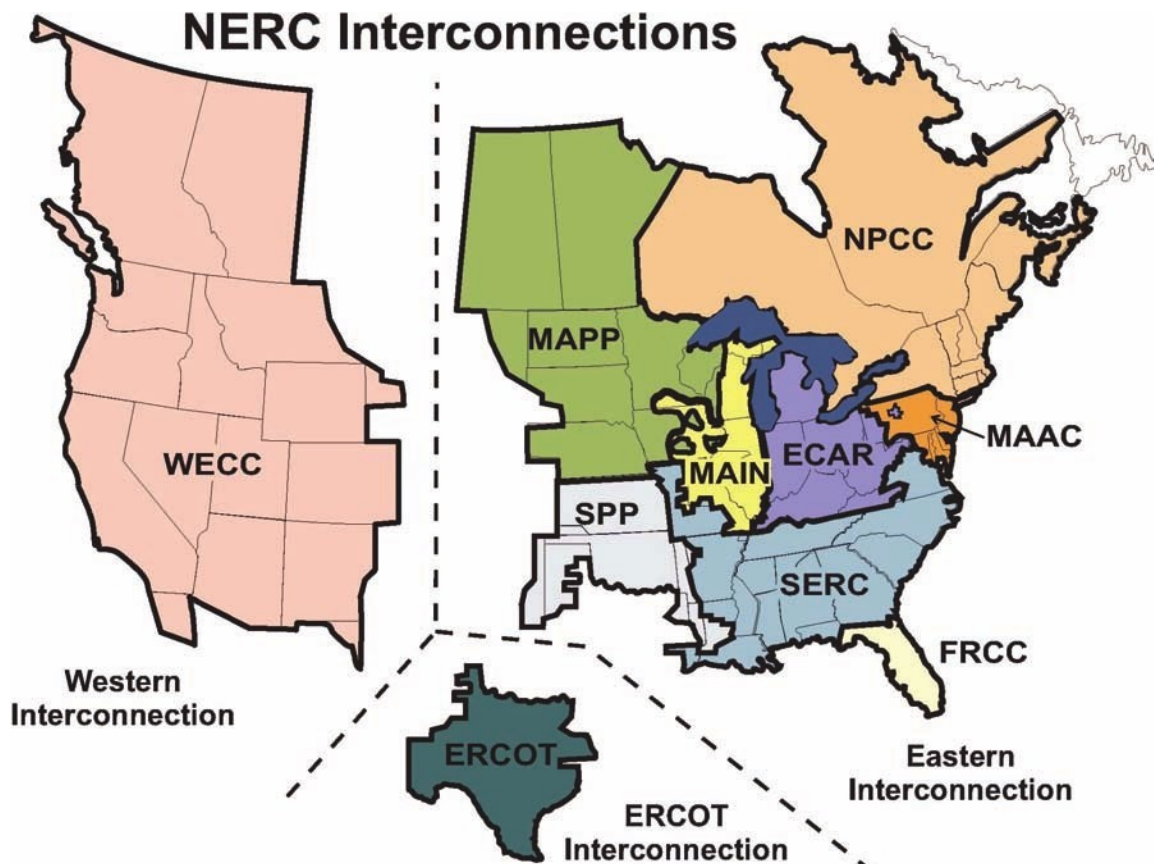 NERC Interconnections
NPCC
MAPP
MAAC
WECC
MAIN
ECAR
SPP
SERC
FRCC
Western
Interconnection
ERCOT
Eastern
Interconnection
ERCOT
Interconnection